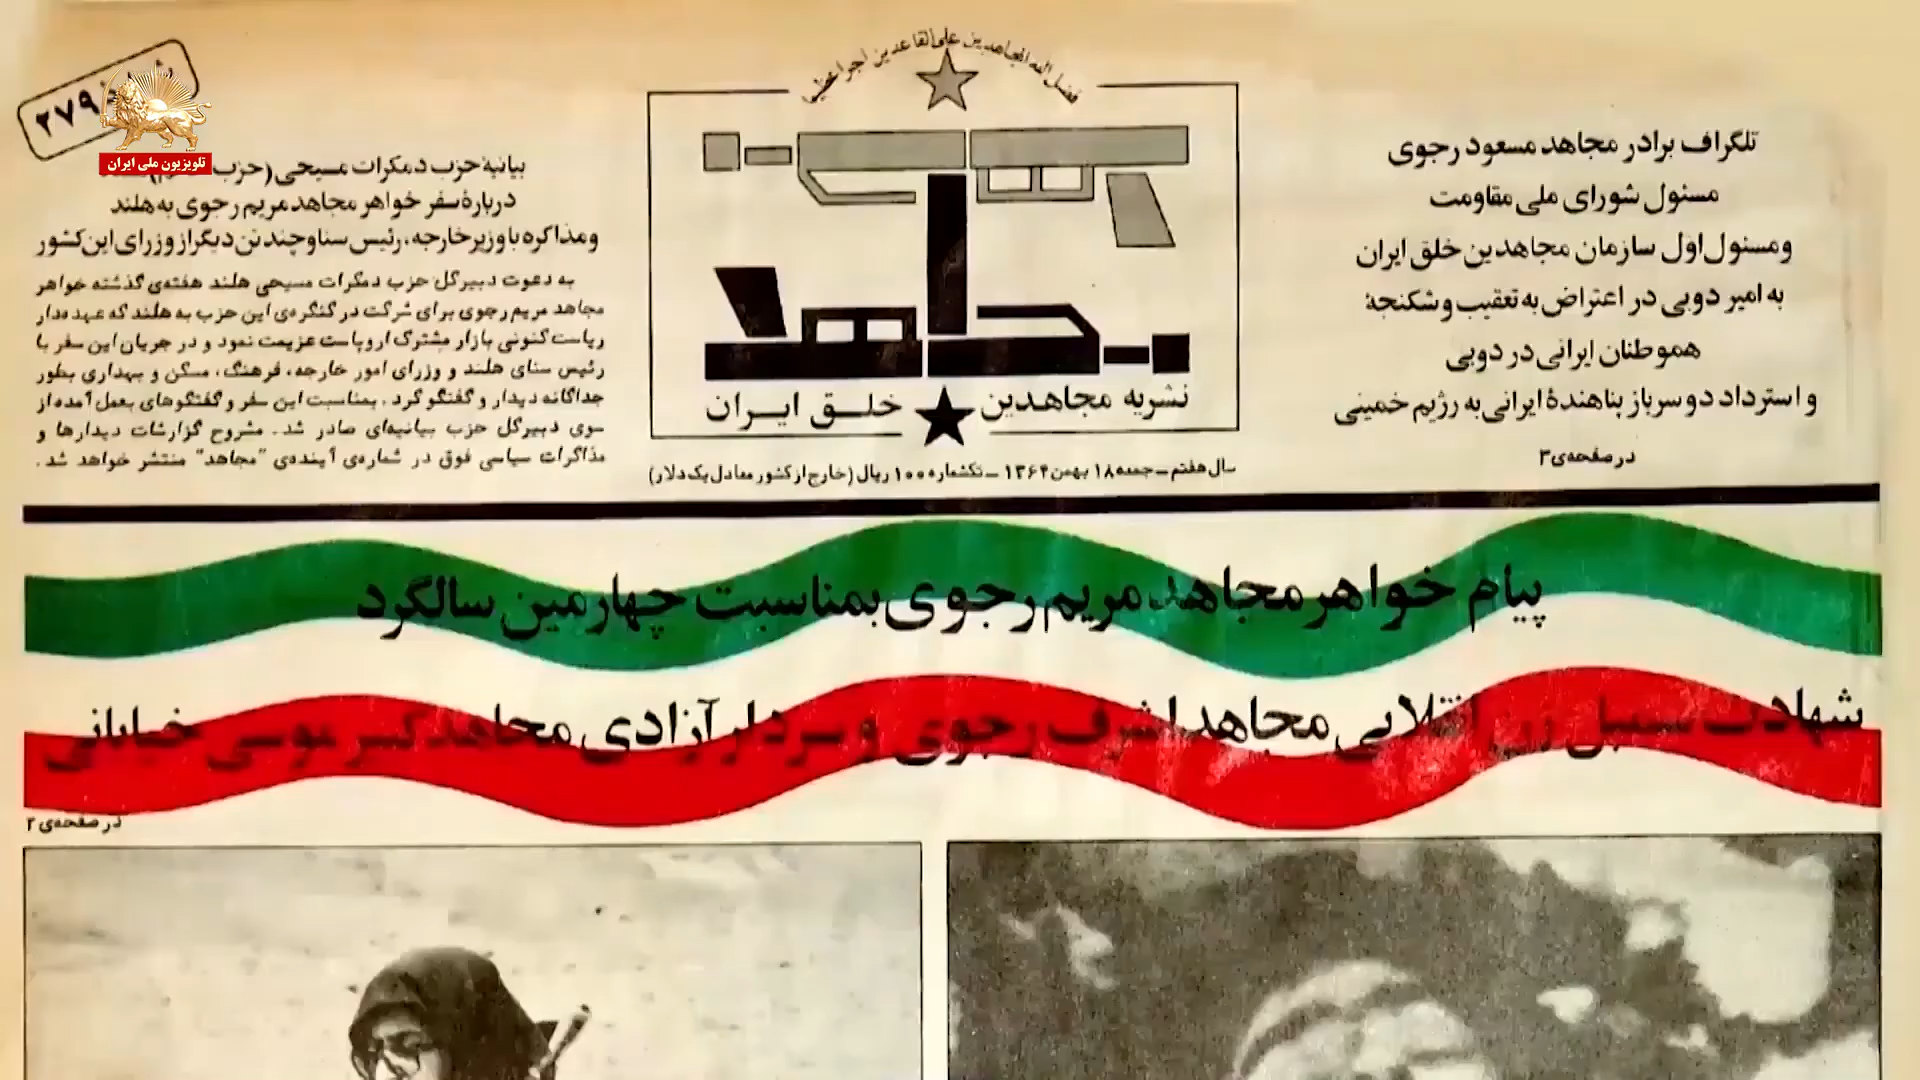 فضل الله المجاهدین علی القاعدین اجرا عظیما
تلگراف برادر مجاهد مسعود رجوی
مسئول شورای ملی مقاومت
ومسئول اول سازمان مجاهدین خلق ایران
به امیر دوبی در اعتراض به تعقیب و شکنجهٔ
هموطنان ایرانی در دوبی
و استرداد دو سرباز پناهندهٔ ایرانی به رژیم خمینی
در صفحه‌ی ۳
مجاهد
نشریه مجاهدین خلق ایران
سال هفتم - جمعه ۱۸ بهمن ۱۳۶۴ - تکشماره ۱۰۰ ریال (خارج از کشور معادل یک دلار)
۲۷۹
تلویزیون ملی ایران
بیانیهٔ حزب دمکرات مسیحی (حزب
دربارهٔ سفر خواهر مجاهد مریم رجوی به هلند
ومذاکره با وزیر خارجه، رئیس سنا و چند تن دیگر از وزرای این کشور
به دعوت دبیرکل حزب دمکرات مسیحی هلند هفته‌ی گذشته خواهر
مجاهد مریم رجوی برای شرکت در کنگره‌ی این حزب به هلند که عهده‌دار
ریاست کنونی بازار مشترک اروپاست عزیمت نمود و در جریان این سفر با
رئیس سنای هلند و وزرای امور خارجه، فرهنگ، مسکن و بهداری بطور
جداگانه دیدار و گفتگو کرد. بمناسبت این سفر و گفتگوهای بعمل آمده از
سوی دبیرکل حزب بیانیه‌ای صادر شد. مشروح گزارشات دیدارها و
مذاکرات سیاسی فوق در شماره‌ی آینده‌ی "مجاهد" منتشر خواهد شد.
پیام خواهر مجاهد مریم رجوی بمناسبت چهارمین سالگرد
شهادت سمبل زن انقلابی مجاهد اشرف رجوی و سردار آزادی مجاهد کبیر موسی خیابانی
در صفحه‌ی ۲